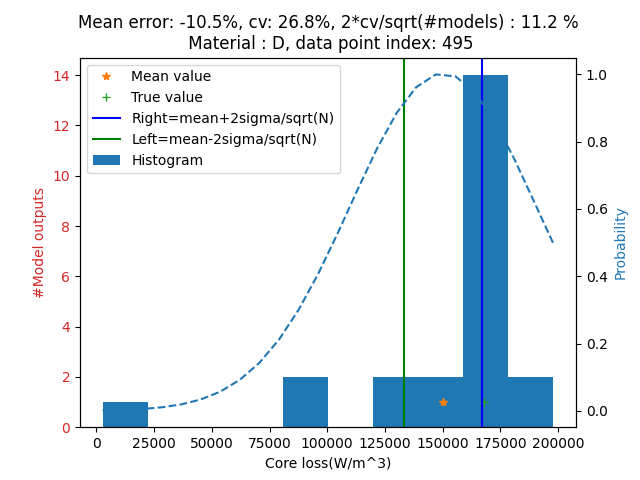 Mean error: -10.5%, cv: 26.8%, 2*cv/sqrt(#models) : 11.2 %
Material : D, data point index: 495
Mean value
True value
Right=mean+2sigma/sqrt(N)
Left=mean-2sigma/sqrt(N)
Histogram
#Model outputs
14
12
10
8
6
4
2
0
Probability
1.0
0.8
0.6
0.4
0.2
0.0
0 25000 50000 75000 100000 125000 150000 175000 200000
Core loss(W/m^3)